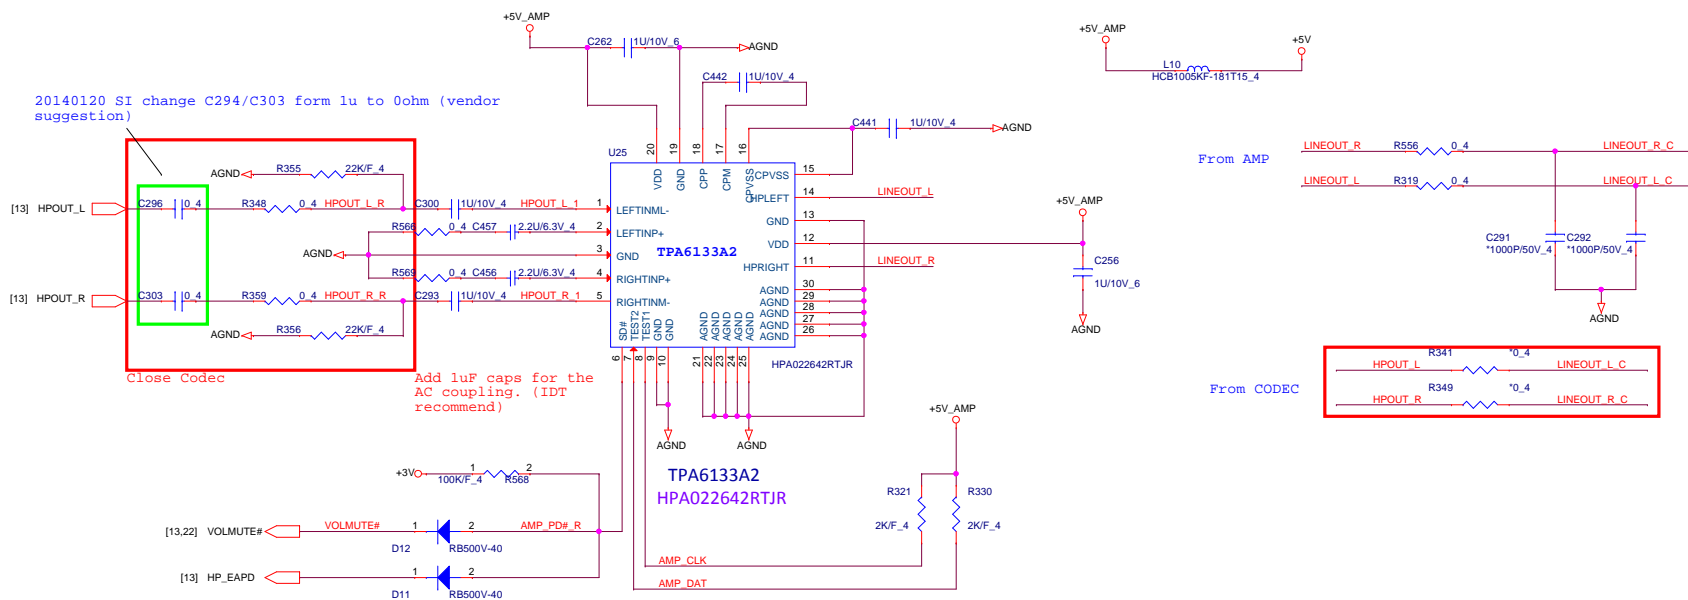 +5V_AMP
C262 1U/10V_6
AGND
C442 1U/10V_4
+5V_AMP
+5V
L10
HCB1005KF-181T15_4
20140120 SI change C294/C303 form 1u to 0ohm (vendor
suggestion)
C441 1U/10V_4
AGND
U25
20 19 18 17 16
VDD GND CPP CPM CPVSS
CPVSS 15
HPLEFT 14 LINEOUT_L
GND 13
VDD 12
HPRIGHT 11 LINEOUT_R
AGND 30
AGND 29
AGND 28
AGND 27
AGND 26
From AMP
LINEOUT_R R556 0_4 LINEOUT_R_C
LINEOUT_L R319 0_4 LINEOUT_L_C
AGND R355 22K/F_4
[13] HPOUT_L C296 0_4 R348 0_4 HPOUT_L_R C300 1U/10V_4 HPOUT_L_1 1 LEFTINML-
R566 0_4 C457 2.2U/6.3V_4 2 LEFTINP+
AGND 3 GND
TPA6133A2
R569 0_4 C456 2.2U/6.3V_4 4 RIGHTINP+
[13] HPOUT_R C303 0_4 R359 0_4 HPOUT_R_R C293 1U/10V_4 HPOUT_R_1 5 RIGHTINM-
AGND R356 22K/F_4
+5V_AMP
C256
1U/10V_6
AGND
C291
*1000P/50V_4
C292
*1000P/50V_4
AGND
SD# TEST2 TEST1 GND GND AGND AGND AGND AGND AGND
6 7 8 9 10 21 22 23 24 25
HPA022642RTJR
Close Codec
Add 1uF caps for the
AC coupling. (IDT
recommend)
From CODEC
HPOUT_L R341 *0_4 LINEOUT_L_C
HPOUT_R R349 *0_4 LINEOUT_R_C
AGND
AGND
+5V_AMP
TPA6133A2
HPA022642RTJR
+3V 1 2
100K/F_4 R568
R321
2K/F_4
R330
2K/F_4
[13,22] VOLMUTE# VOLMUTE# 1 2 AMP_PD#_R
D12 RB500V-40
AMP_CLK
[13] HP_EAPD 1 2
AMP_DAT
D11 RB500V-40